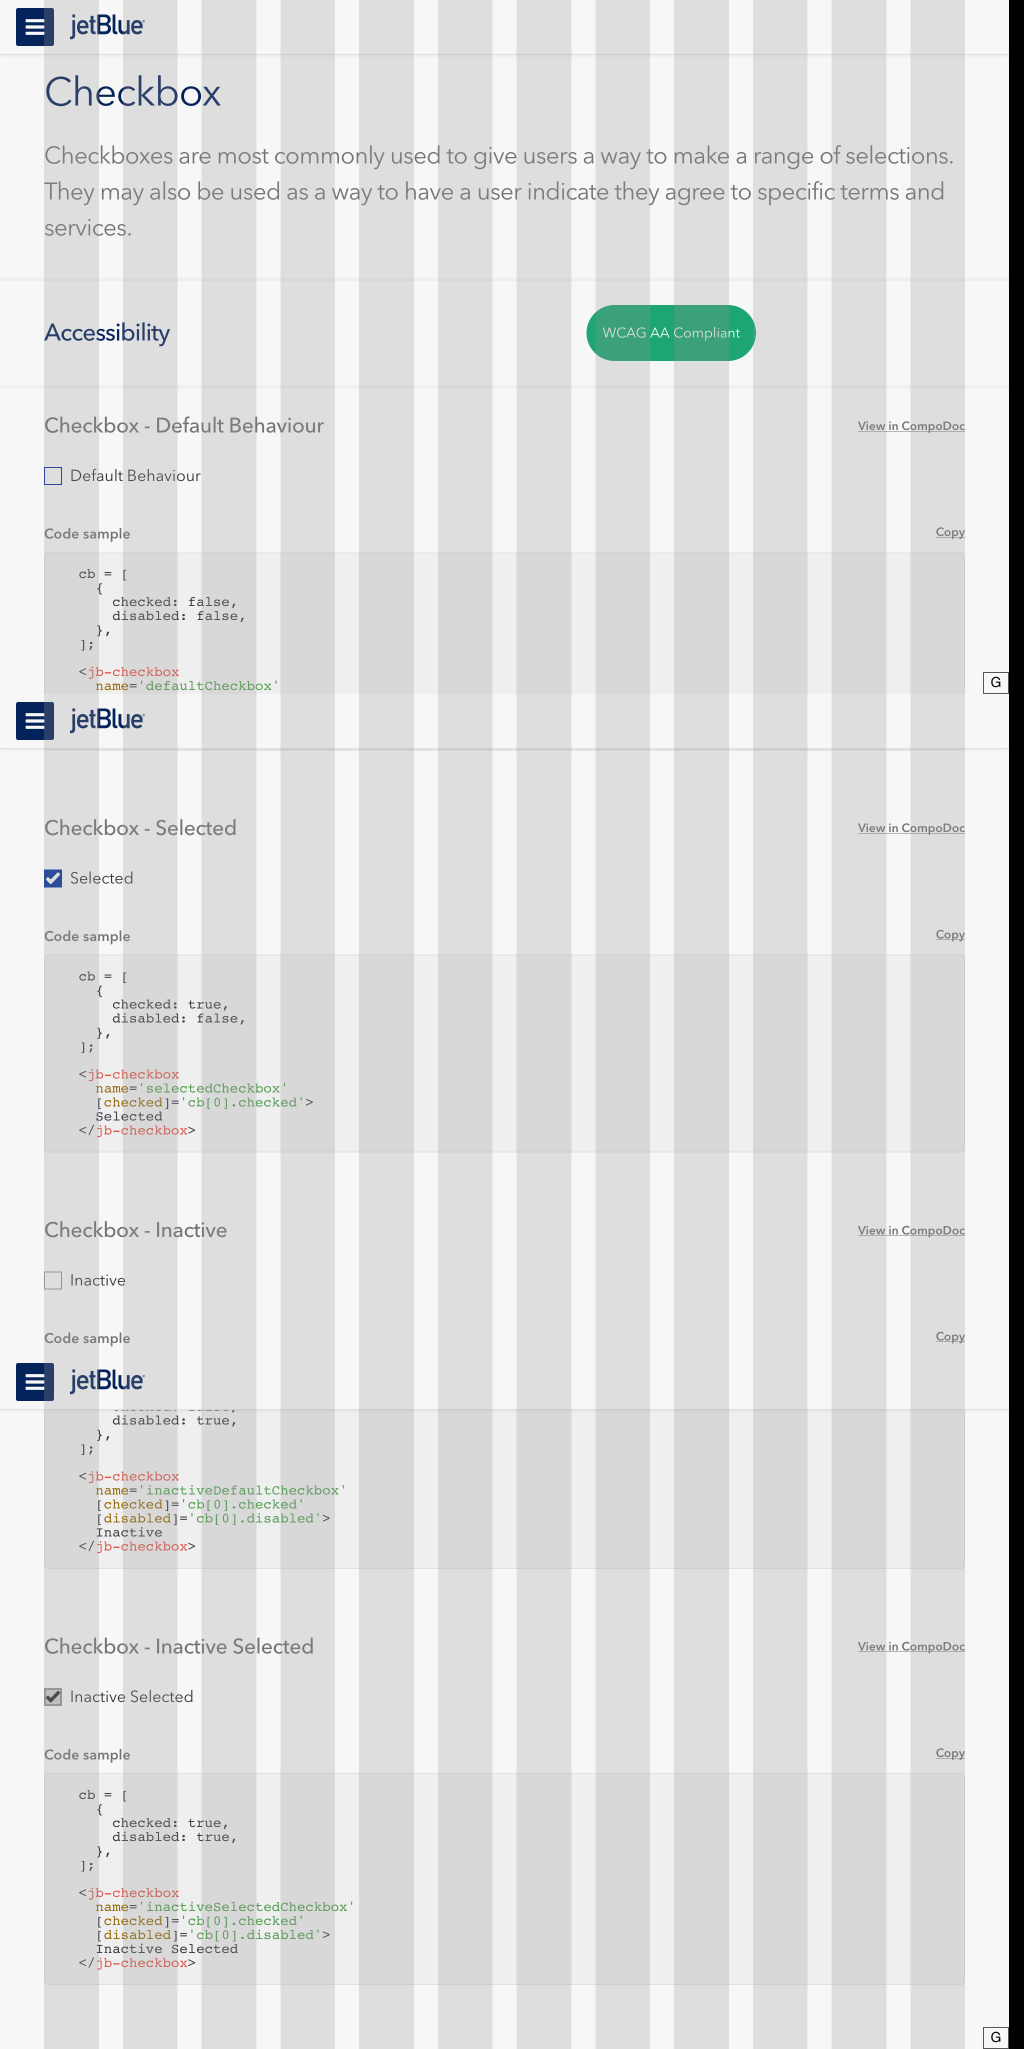 jetBlue
Checkbox
Checkboxes are most commonly used to give users a way to make a range of selections.
They may also be used as a way to have a user indicate they agree to specific terms and
services.
Accessibility
WCAG AA Compliant
Checkbox - Default Behaviour
View in CompoDoc
Default Behaviour
Code sample
Copy
cb = [
{
checked: false,
disabled: false,
},
];
<jb-checkbox
name='defaultCheckbox'
G
jetBlue
Checkbox - Selected
View in CompoDoc
Selected
Code sample
Copy
cb = [
{
checked: true,
disabled: false,
},
];
<jb-checkbox
name='selectedCheckbox'
[checked]='cb[0].checked'>
Selected
</jb-checkbox>
Checkbox - Inactive
View in CompoDoc
Inactive
Code sample
Copy
jetBlue
disabled: true,
},
];
<jb-checkbox
name='inactiveDefaultCheckbox'
[checked]='cb[0].checked'
[disabled]='cb[0].disabled'>
Inactive
</jb-checkbox>
Checkbox - Inactive Selected
View in CompoDoc
Inactive Selected
Code sample
Copy
cb = [
{
checked: true,
disabled: true,
},
];
<jb-checkbox
name='inactiveSelectedCheckbox'
[checked]='cb[0].checked'
[disabled]='cb[0].disabled'>
Inactive Selected
</jb-checkbox>
G